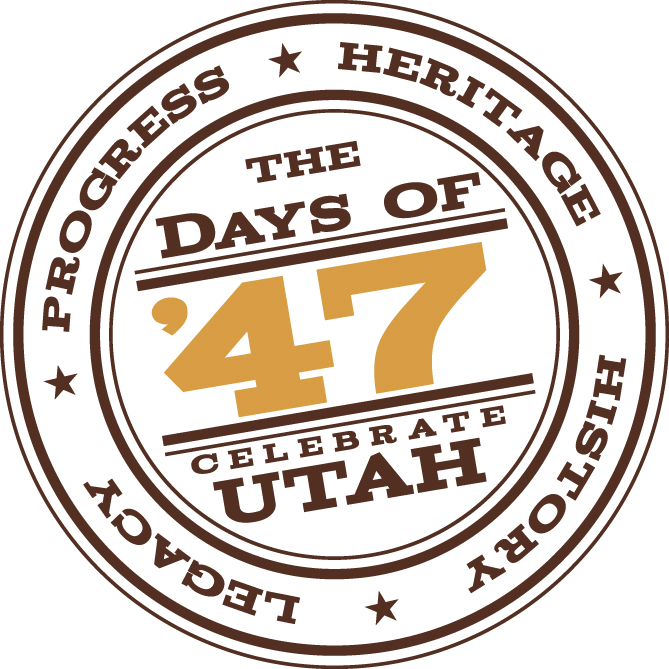 PROGRESS ★ HERITAGE ★ HISTORY ★ LEGACY ★
THE
DAYS OF
'47
CELEBRATE
UTAH